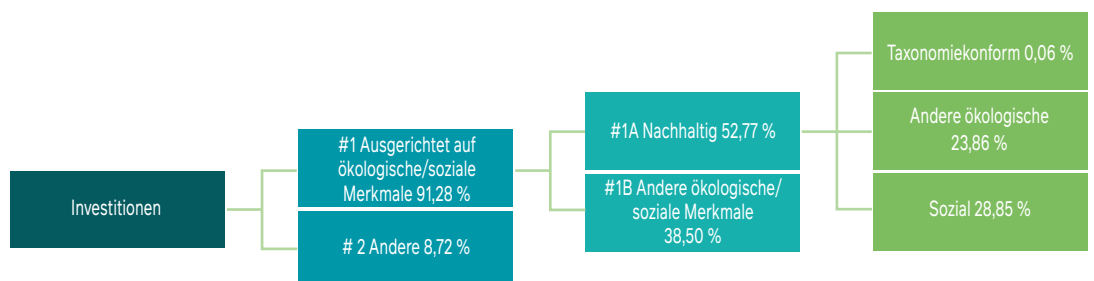 Investitionen
#1 Ausgerichtet auf
ökologische/soziale
Merkmale 91,28 %
# 2 Andere 8,72 %
#1A Nachhaltig 52,77 %
#1B Andere ökologische/
soziale Merkmale
38,50 %
Taxonomiekonform 0,06 %
Andere ökologische
23,86 %
Sozial 28,85 %